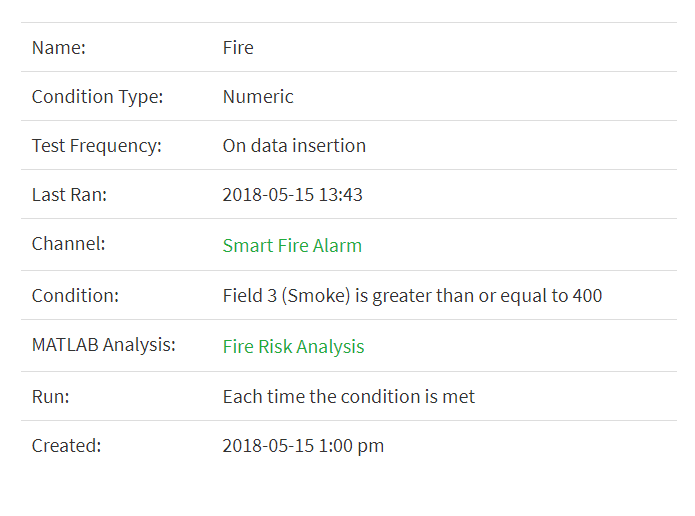 Name: Fire
Condition Type: Numeric
Test Frequency: On data insertion
Last Ran: 2018-05-15 13:43
Channel: Smart Fire Alarm
Condition: Field 3 (Smoke) is greater than or equal to 400
MATLAB Analysis: Fire Risk Analysis
Run: Each time the condition is met
Created: 2018-05-15 1:00 pm